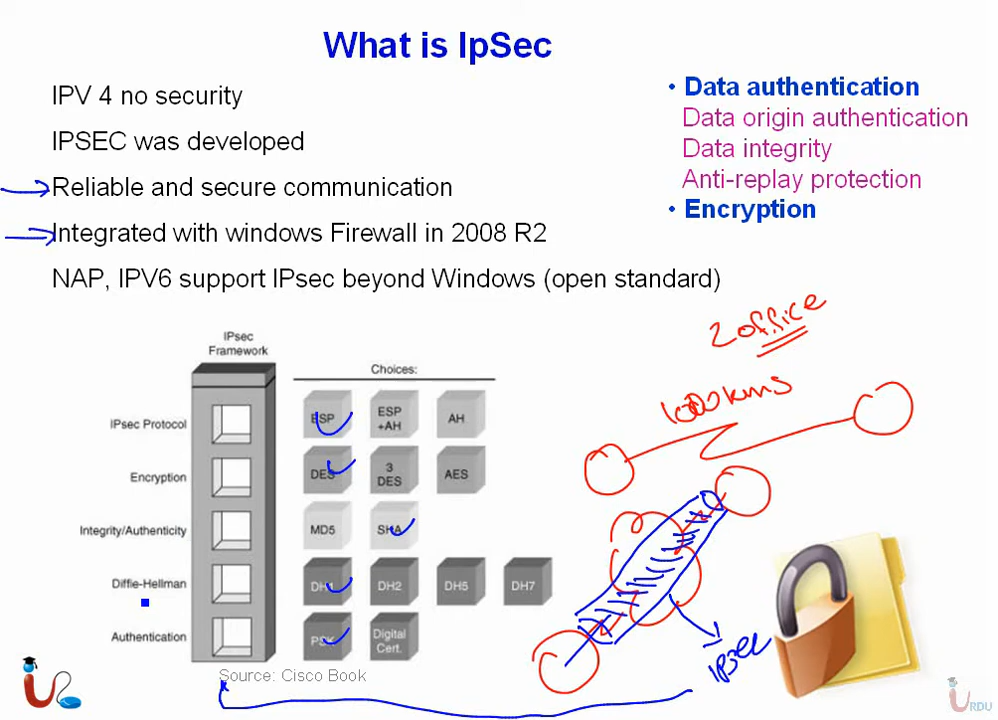 What is IpSec
IPV 4 no security
IPSEC was developed
Reliable and secure communication
Integrated with windows Firewall in 2008 R2
NAP, IPV6 support IPsec beyond Windows (open standard)
• Data authentication
Data origin authentication
Data integrity
Anti-replay protection
• Encryption
2 office
1000 kms
IPsec
Framework
Choices:
IPsec Protocol
ESP
ESP
+AH
AH
Encryption
DES
3
DES
AES
Integrity/Authenticity
MD5
SHA
Diffie-Hellman
DH1
DH2
DH5
DH7
Authentication
PSK
Digital
Cert.
Source: Cisco Book
Ipsec
URDU